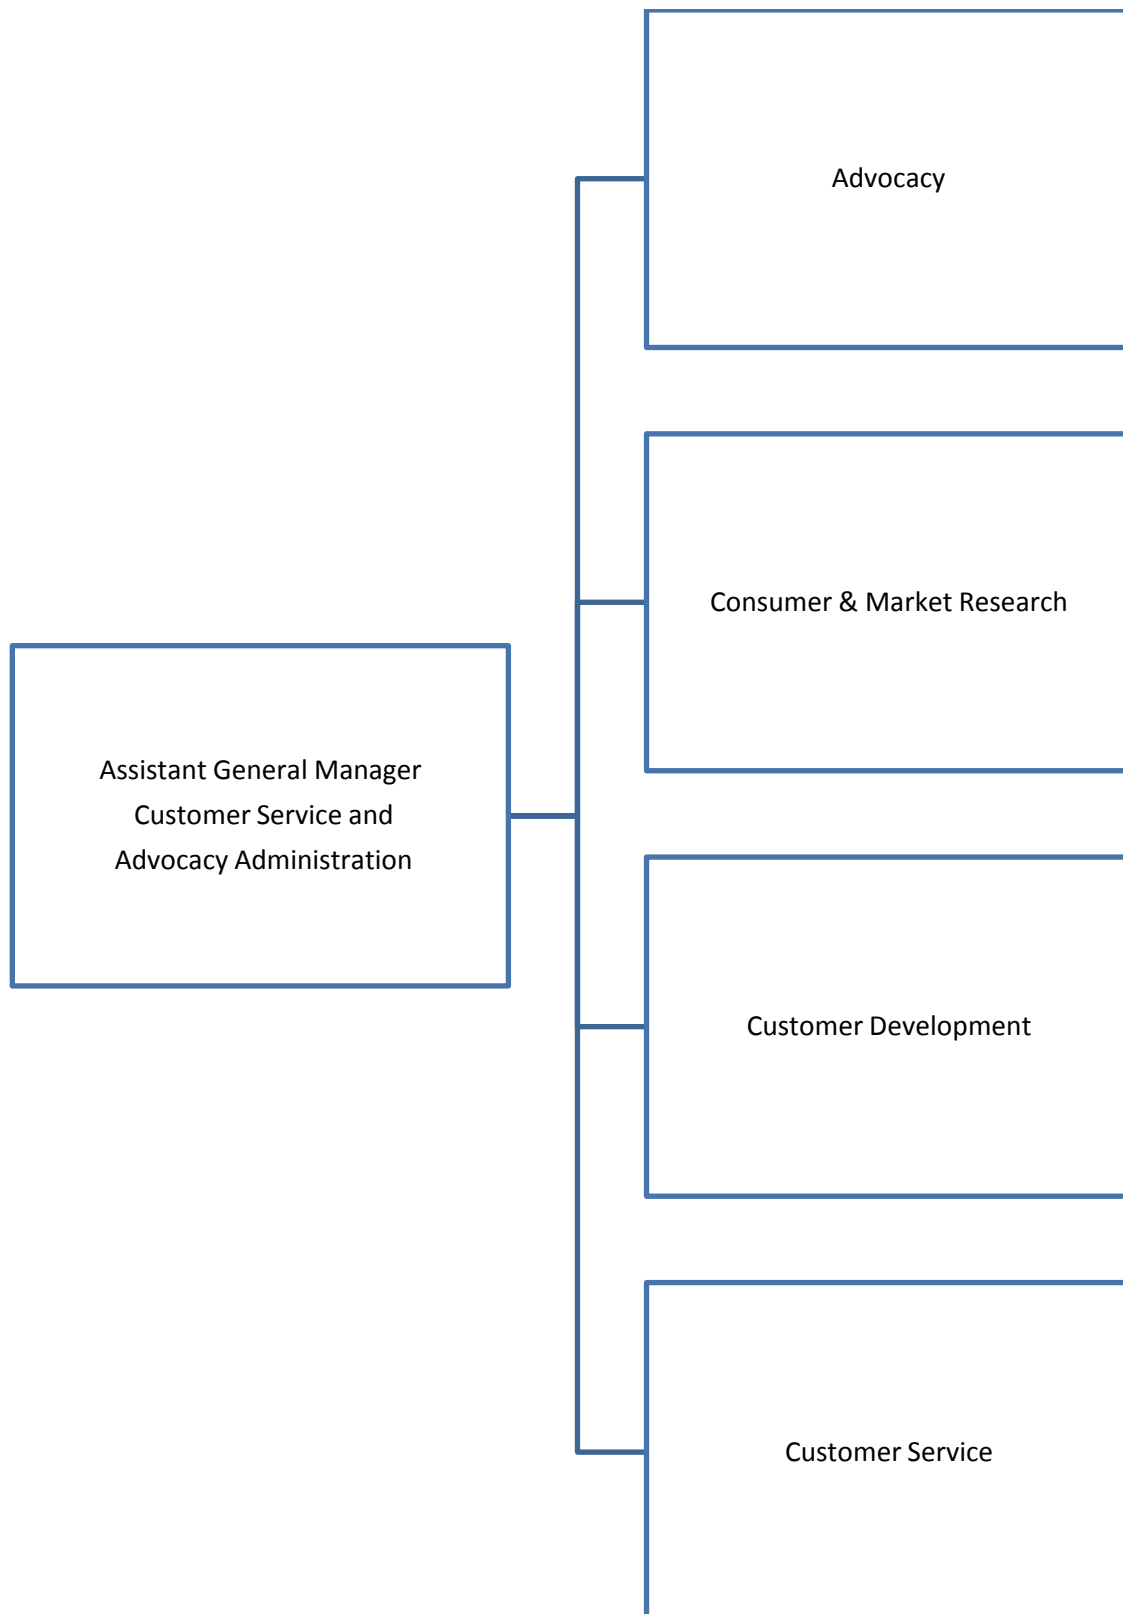 Advocacy
Consumer & Market Research
Assistant General Manager
Customer Service and
Advocacy Administration
Customer Development
Customer Service